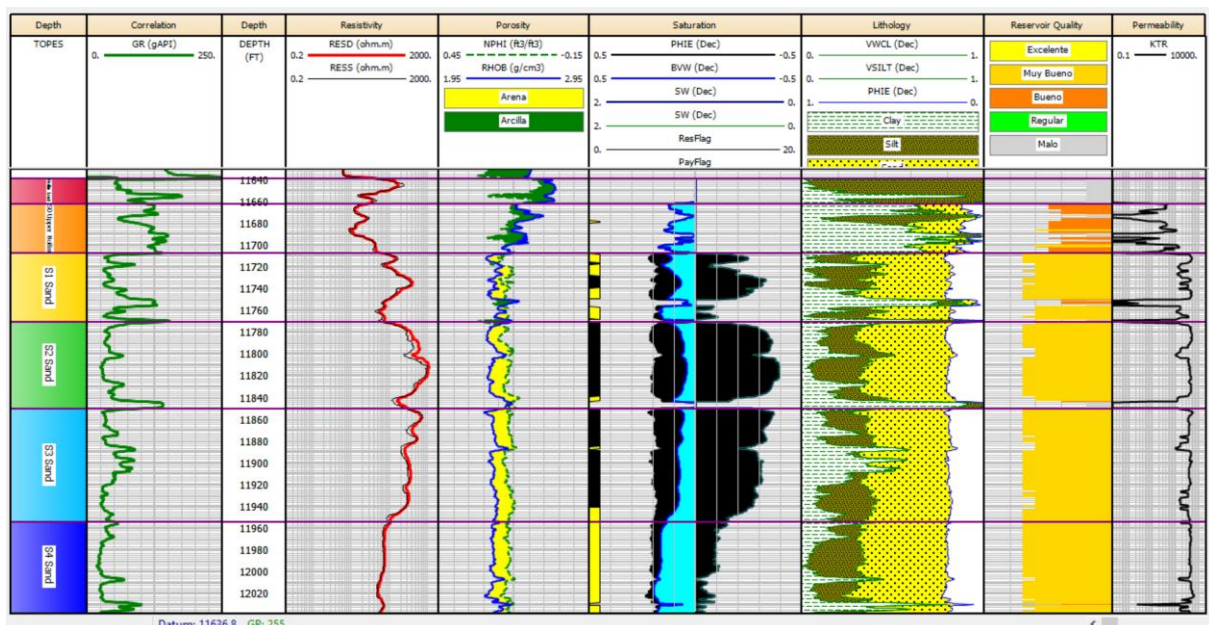 Depth
Correlation
Depth
Resistivity
Porosity
Saturation
Lithology
Reservoir Quality
Permeability
TOPES
GR (gAPI)
0. 250.
DEPTH
(FT)
RESD (ohm.m)
0.2 2000.
RESS (ohm.m)
0.2 2000.
NPHI (ft3/ft3)
0.45 -0.15
RHOB (g/cm3)
1.95 2.95
Arena
Arcilla
PHIE (Dec)
0.5 -0.5
BVW (Dec)
0.5 -0.5
SW (Dec)
2. 0.
SW (Dec)
2. 0.
ResFlag
0. 20.
PayFlag
VWCL (Dec)
0. 1.
VSILT (Dec)
0. 1.
PHIE (Dec)
1. 0.
Clay
Silt
Excelente
Muy Bueno
Bueno
Regular
Malo
KTR
0.1 10000.
S1 Sand
S2 Sand
S3 Sand
S4 Sand
11640
11660
11680
11700
11720
11740
11760
11780
11800
11820
11840
11860
11880
11900
11920
11940
11960
11980
12000
12020
Datum: 11636.8 GR: 255